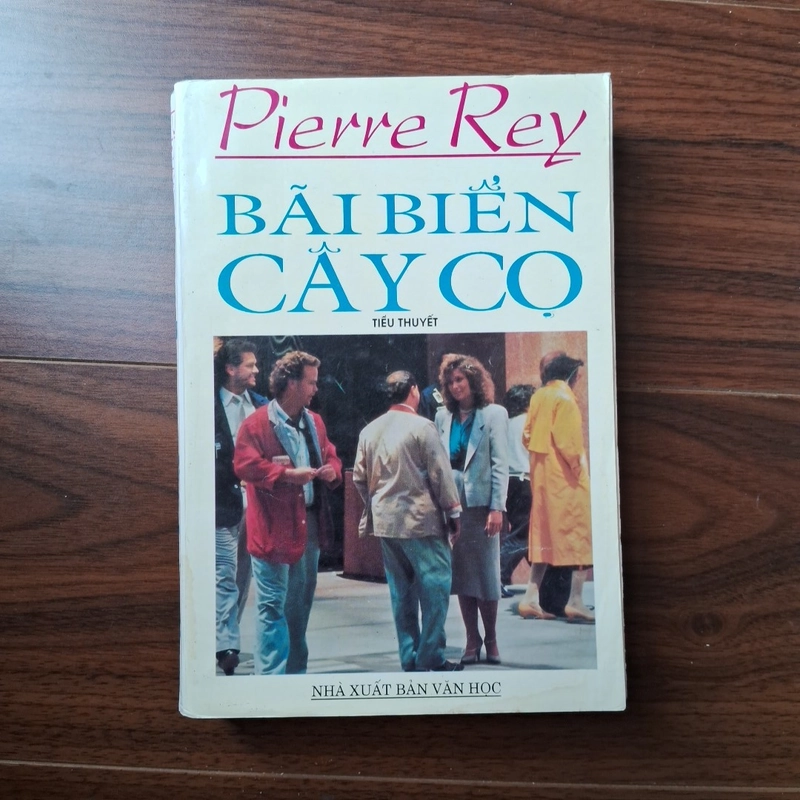 Pierre Rey
BÃI BIỂN
CÂY CỌ
TIỂU THUYẾT
NHÀ XUẤT BẢN VĂN HỌC